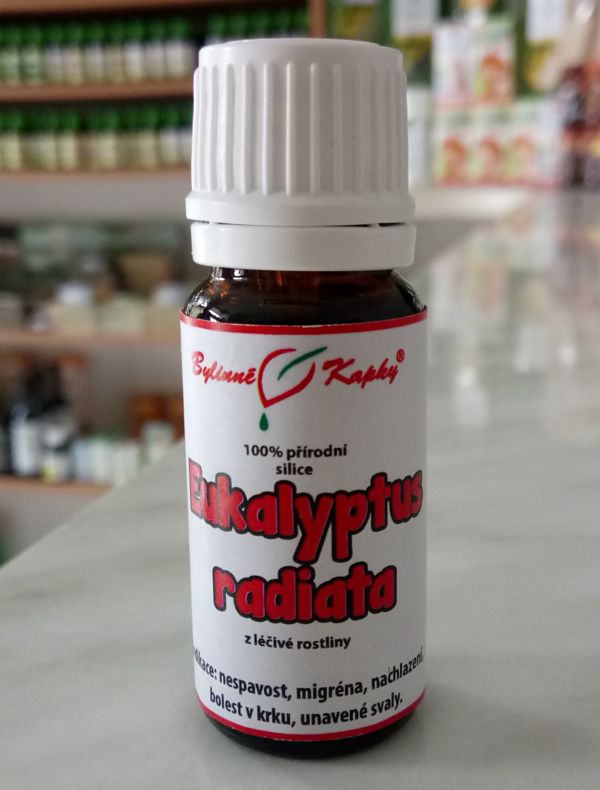 Bylinné Kapky®
100% přírodní
silice
Eukalyptus
radiata
z léčivé rostliny
nespavost, migréna, nachlazení,
bolest v krku, unavené svaly.